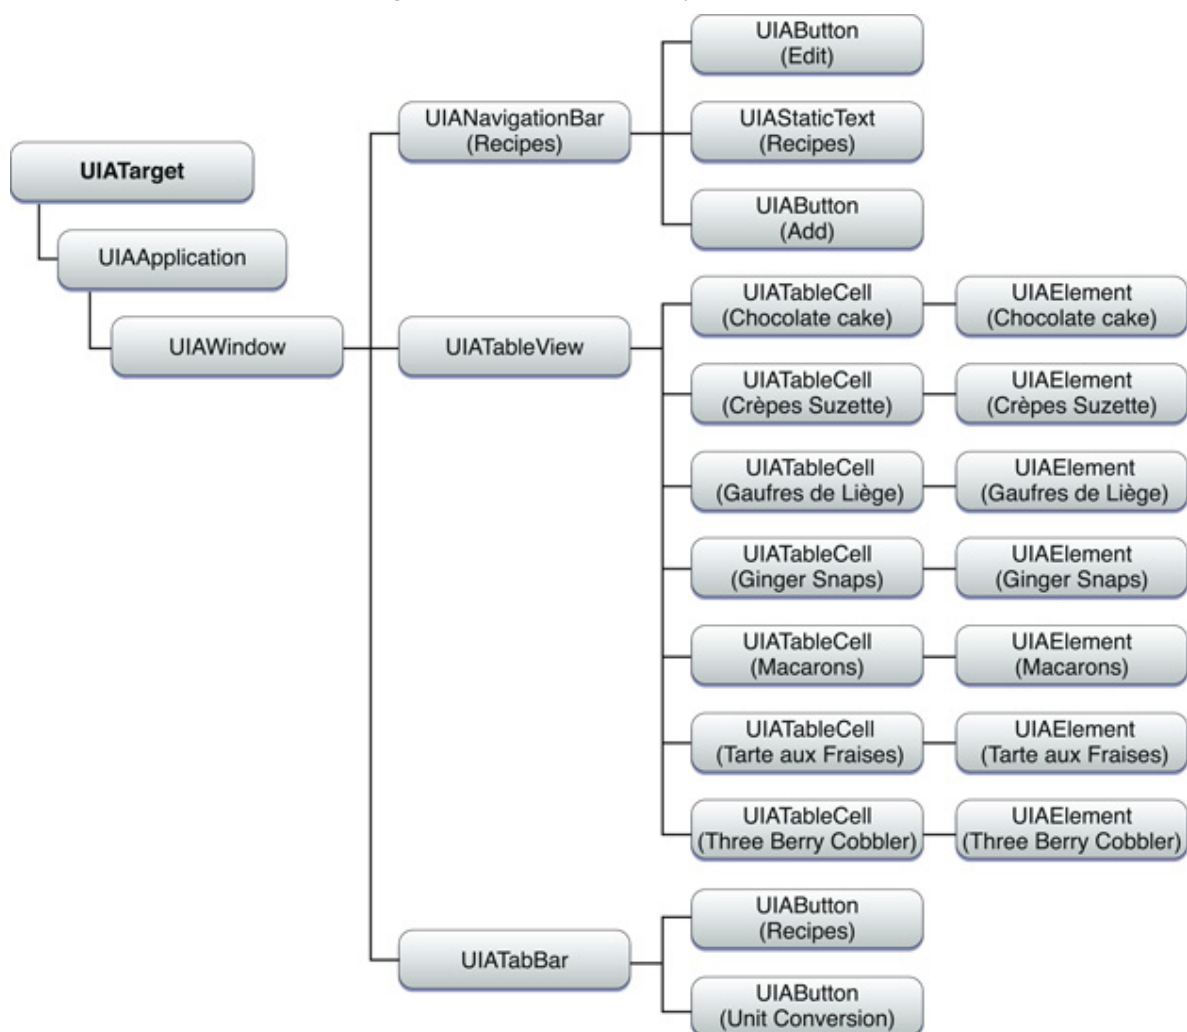 UIATarget
UIAApplication
UIAWindow
UIANavigationBar
(Recipes)
UIAButton
(Edit)
UIAStaticText
(Recipes)
UIAButton
(Add)
UIATableView
UIATableCell
(Chocolate cake)
UIAElement
(Chocolate cake)
UIATableCell
(Crèpes Suzette)
UIAElement
(Crèpes Suzette)
UIATableCell
(Gaufres de Liège)
UIAElement
(Gaufres de Liège)
UIATableCell
(Ginger Snaps)
UIAElement
(Ginger Snaps)
UIATableCell
(Macarons)
UIAElement
(Macarons)
UIATableCell
(Tarte aux Fraises)
UIAElement
(Tarte aux Fraises)
UIATableCell
(Three Berry Cobbler)
UIAElement
(Three Berry Cobbler)
UIATabBar
UIAButton
(Recipes)
UIAButton
(Unit Conversion)